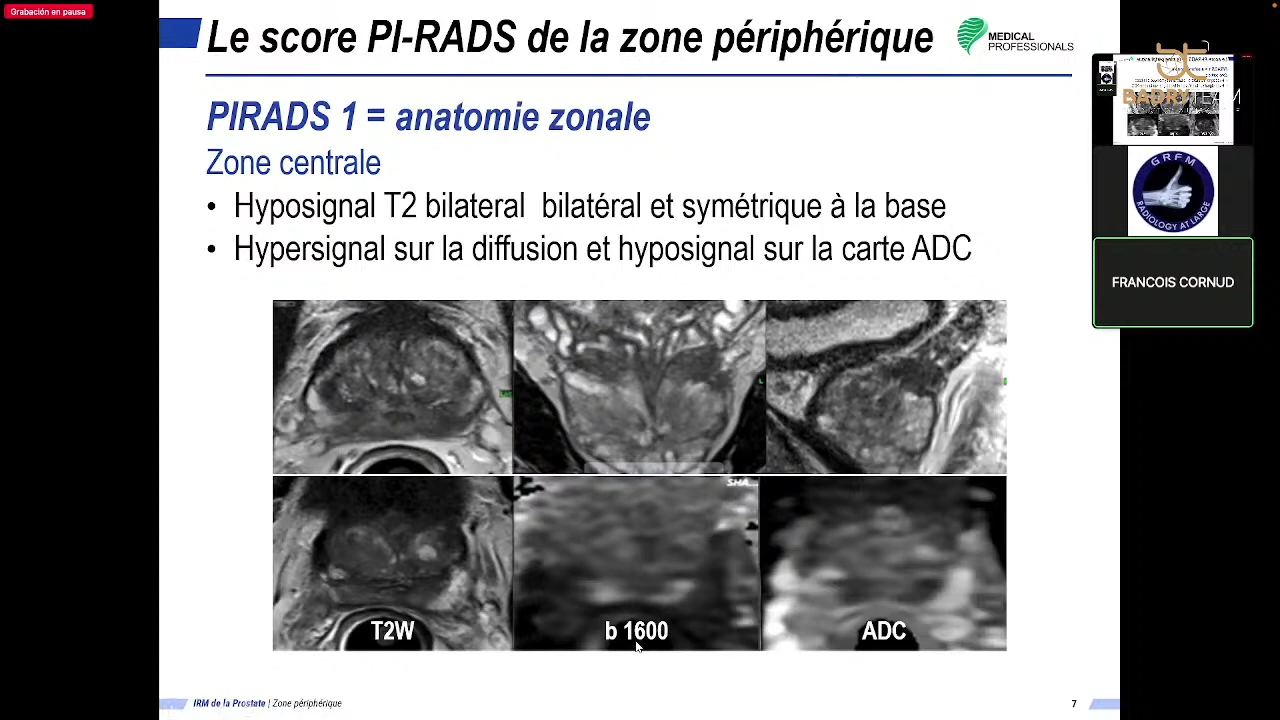 Grabación en pausa
Le score PI-RADS de la zone périphérique
MEDICAL
PROFESSIONALS
PIRADS 1 = anatomie zonale
Zone centrale
• Hyposignal T2 bilateral bilatéral et symétrique à la base
• Hypersignal sur la diffusion et hyposignal sur la carte ADC
SHA
T2W
b 1600
ADC
IRM de la Prostate | Zone périphérique
7
BADRYTEAM
GRFM
RADIOLOGY AT LARGE
FRANCOIS CORNUD